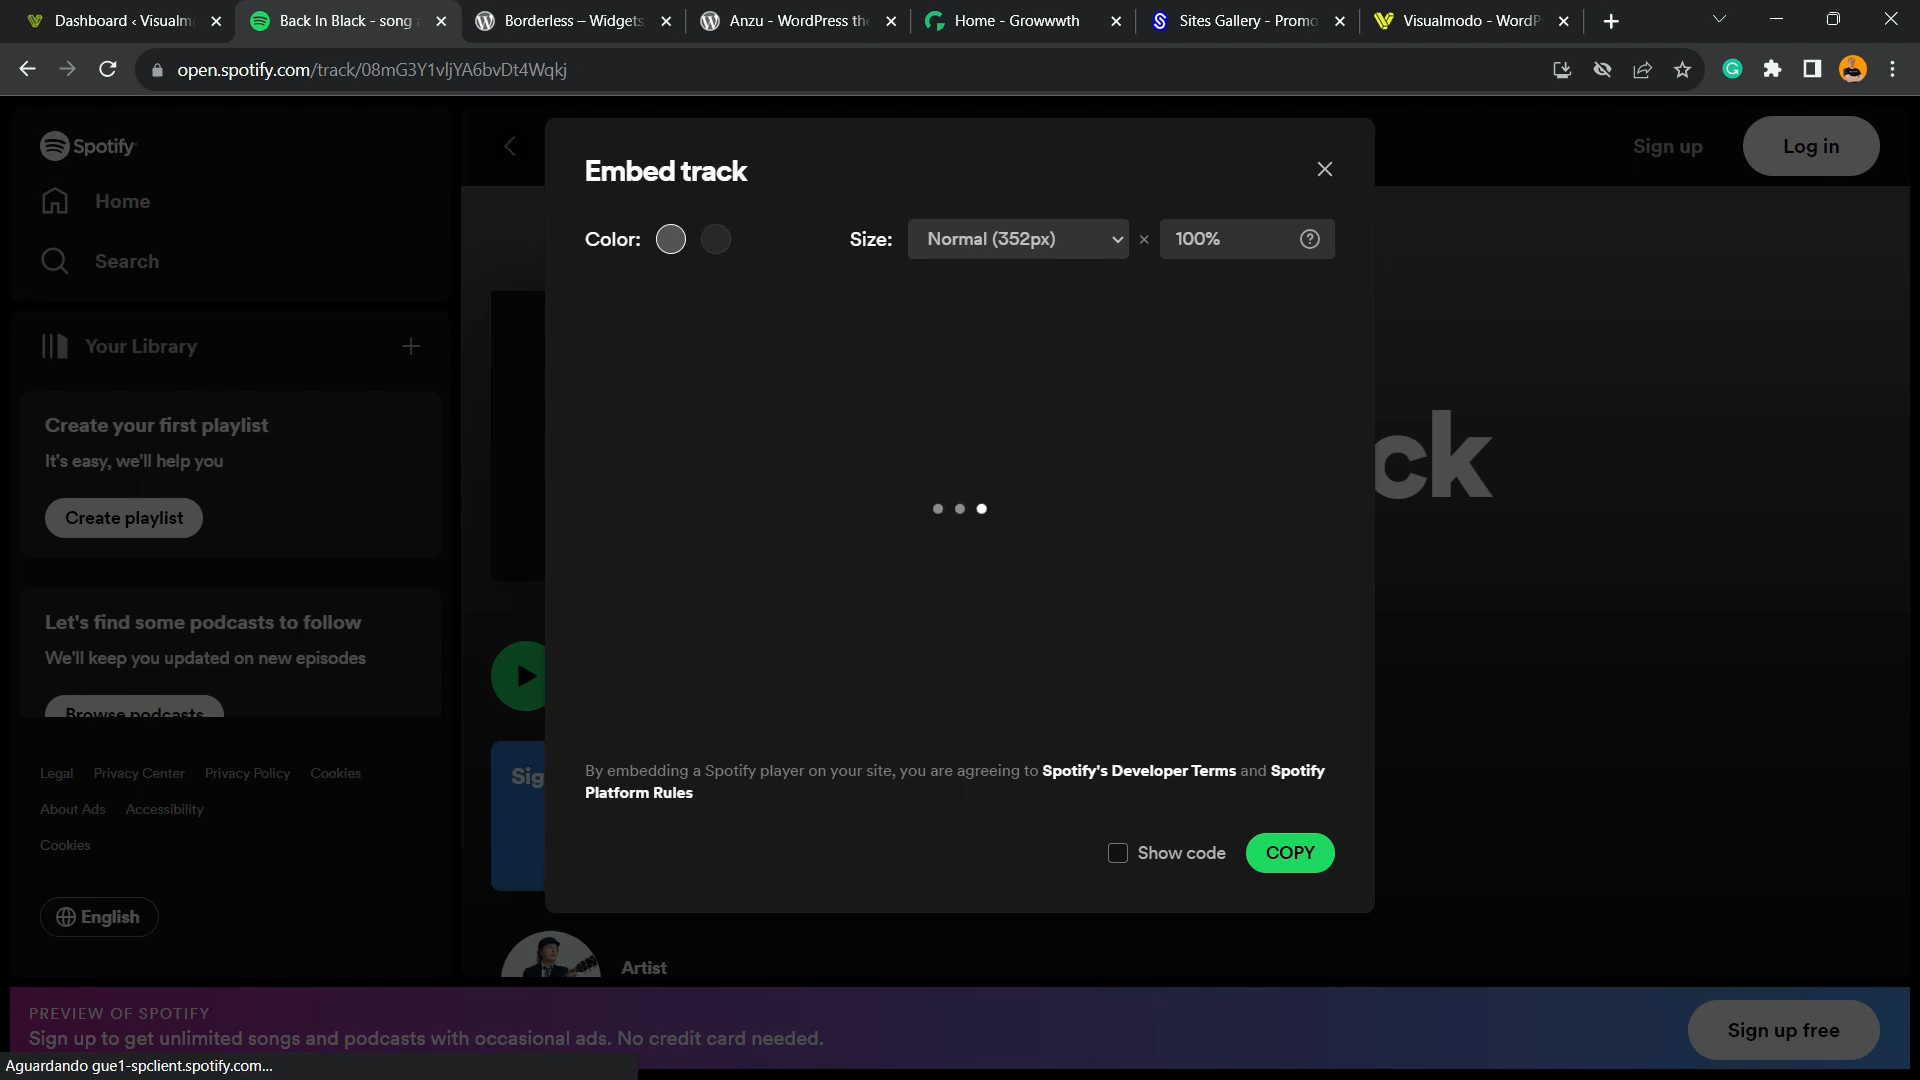 Dashboard ‹ Visualm
Back In Black - song
Borderless – Widgets
Anzu - WordPress the
Home - Growwwth
Sites Gallery - Promo
Visualmodo - WordP
open.spotify.com/track/08mG3Y1vljYA6bvDt4Wqkj
Spotify
Home
Search
Your Library
Create your first playlist
It's easy, we'll help you
Create playlist
Let's find some podcasts to follow
We'll keep you updated on new episodes
Browse podcasts
Legal Privacy Center Privacy Policy Cookies
About Ads Accessibility
Cookies
English
Sign up
Log in
Embed track
Color:
Size:
Normal (352px)
×
100%
ck
Sig
By embedding a Spotify player on your site, you are agreeing to Spotify's Developer Terms and Spotify
Platform Rules
Show code
COPY
Artist
PREVIEW OF SPOTIFY
Sign up to get unlimited songs and podcasts with occasional ads. No credit card needed.
Sign up free
Aguardando gue1-spclient.spotify.com...